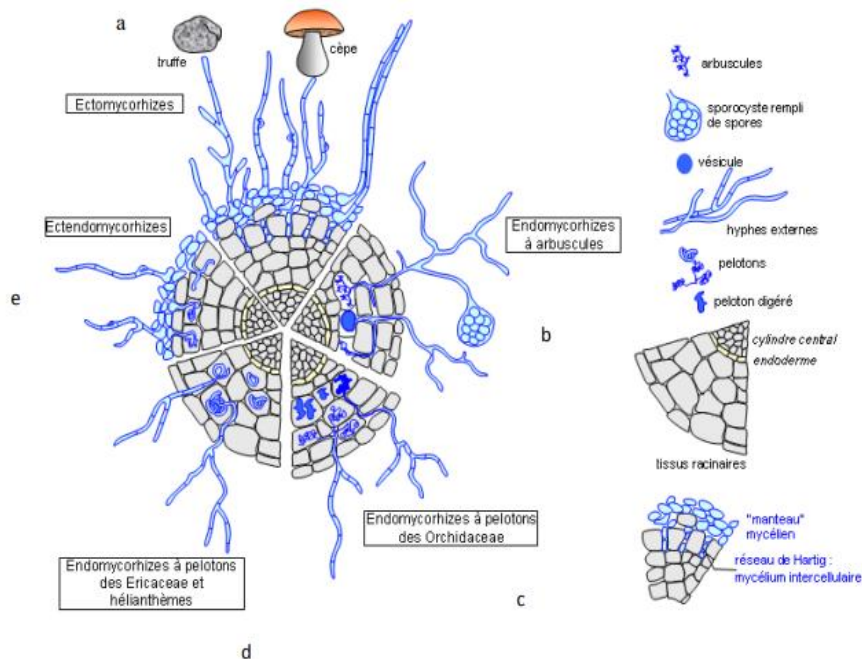 a
truffe
cèpe
Ectomycorhizes
Ectendomycorhizes
Endomycorhizes
à arbuscules
e
b
Endomycorhizes à pelotons
des Orchidaceae
Endomycorhizes à pelotons
des Ericaceae et
hélianthèmes
c
d
arbuscules
sporocyste rempli
de spores
vésicule
hyphes externes
pelotons
peloton digéré
cylindre central
endoderme
tissus racinaires
"manteau"
mycélien
réseau de Hartig :
mycélium intercellulaire